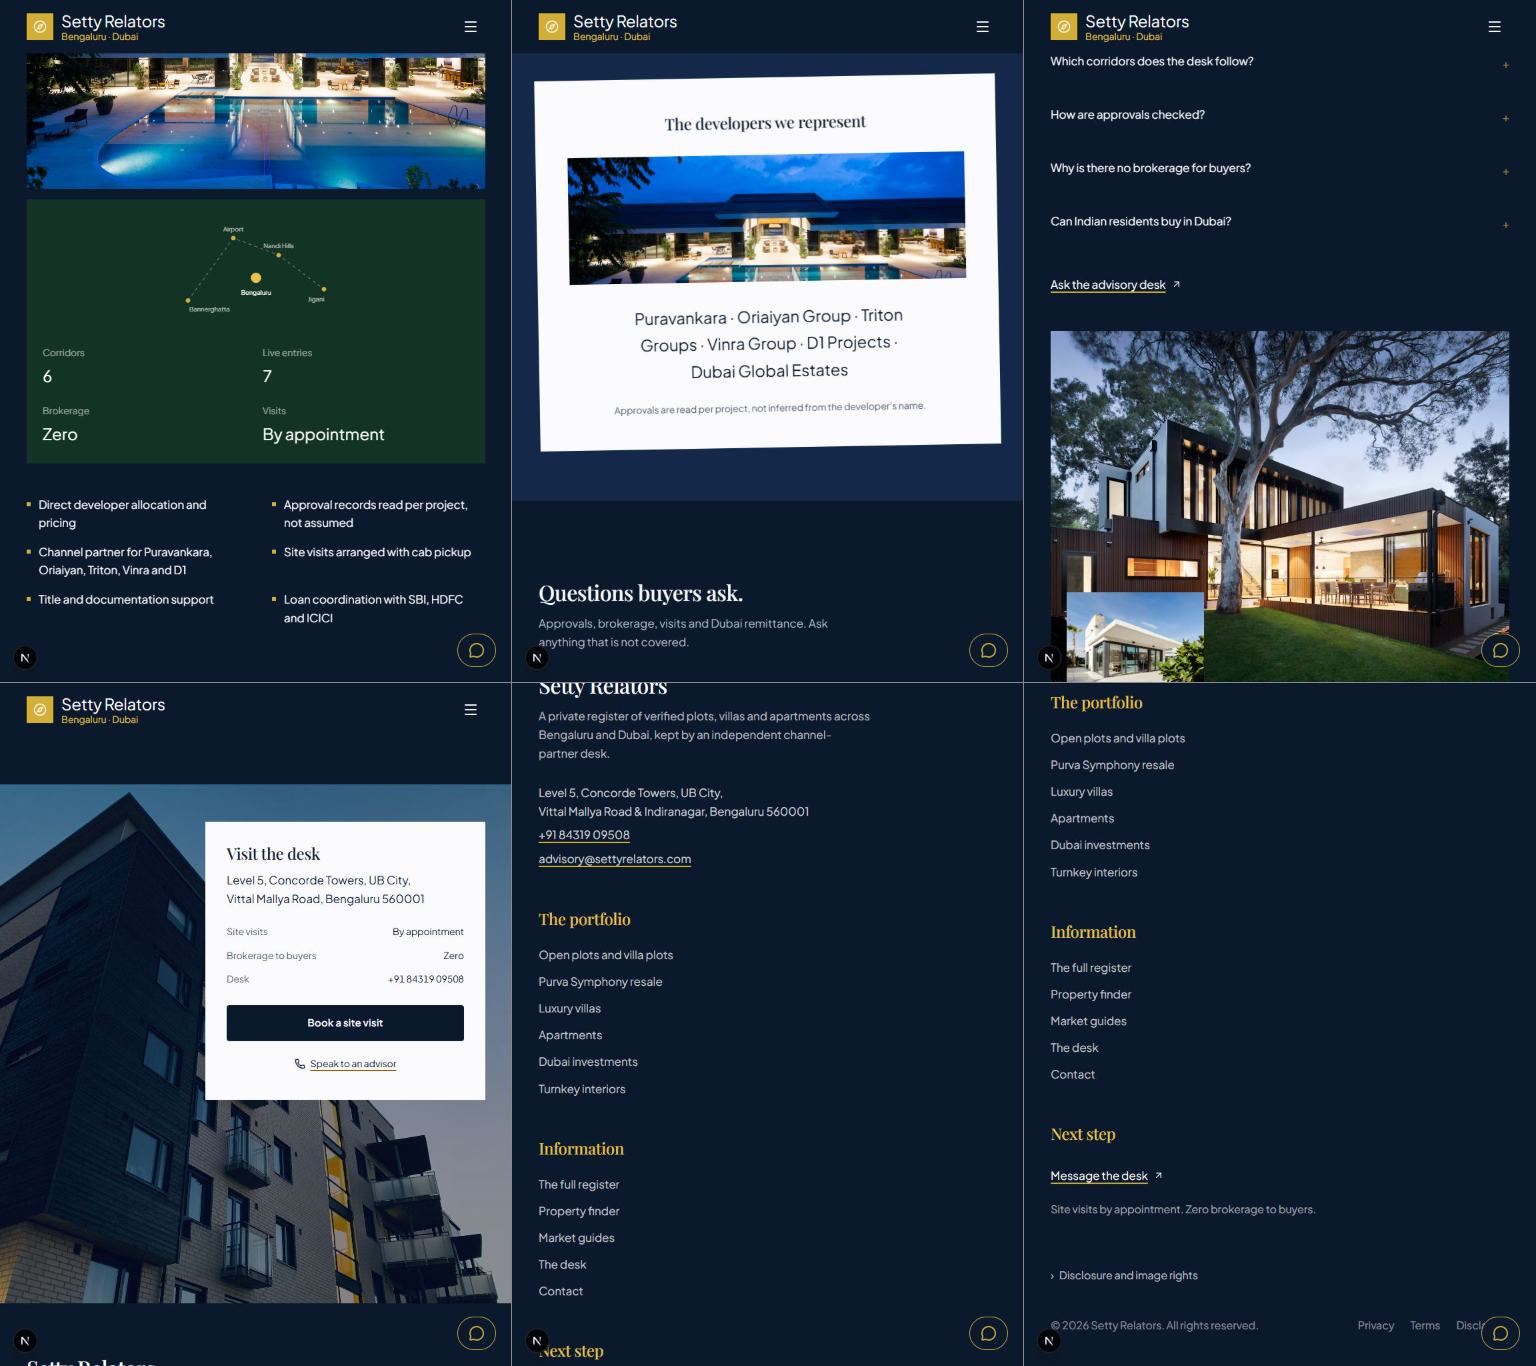 Setty Relators
Bengaluru · Dubai
Airport
Nandi Hills
Bengaluru
Jigani
Bannerghatta
Corridors
Live entries
6
7
Brokerage
Visits
Zero
By appointment
Direct developer allocation and
pricing
Approval records read per project,
not assumed
Channel partner for Puravankara,
Oriaiyan, Triton, Vinra and D1
Site visits arranged with cab pickup
Title and documentation support
Loan coordination with SBI, HDFC
and ICICI
N
Setty Relators
Bengaluru · Dubai
The developers we represent
Puravankara · Oriaiyan Group · Triton
Groups · Vinra Group · D1 Projects ·
Dubai Global Estates
Approvals are read per project, not inferred from the developer's name.
Questions buyers ask.
Approvals, brokerage, visits and Dubai remittance. Ask
anything that is not covered.
N
Setty Relators
Bengaluru · Dubai
Which corridors does the desk follow?
+
How are approvals checked?
+
Why is there no brokerage for buyers?
+
Can Indian residents buy in Dubai?
+
Ask the advisory desk ↗
N
Setty Relators
Bengaluru · Dubai
Visit the desk
Level 5, Concorde Towers, UB City,
Vittal Mallya Road, Bengaluru 560001
Site visits
By appointment
Brokerage to buyers
Zero
Desk
+91 84319 09508
Book a site visit
Speak to an advisor
N
Setty Relators
Setty Relators
A private register of verified plots, villas and apartments across
Bengaluru and Dubai, kept by an independent channel-
partner desk.
Level 5, Concorde Towers, UB City,
Vittal Mallya Road & Indiranagar, Bengaluru 560001
+91 84319 09508
advisory@settyrelators.com
The portfolio
Open plots and villa plots
Purva Symphony resale
Luxury villas
Apartments
Dubai investments
Turnkey interiors
Information
The full register
Property finder
Market guides
The desk
Contact
N
Next step
The portfolio
Open plots and villa plots
Purva Symphony resale
Luxury villas
Apartments
Dubai investments
Turnkey interiors
Information
The full register
Property finder
Market guides
The desk
Contact
Next step
Message the desk ↗
Site visits by appointment. Zero brokerage to buyers.
› Disclosure and image rights
© 2026 Setty Relators. All rights reserved.
Privacy
Terms
N